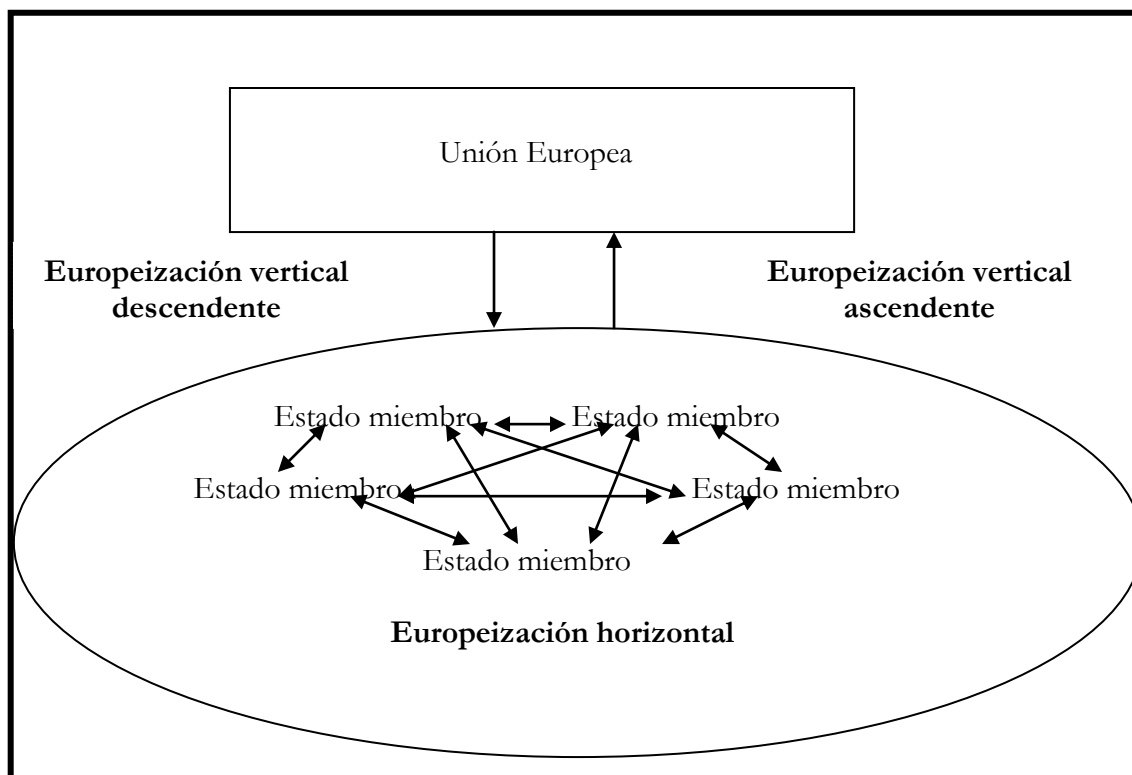 Unión Europea
Europeización vertical
descendente
Europeización vertical
ascendente
Estado miembro
Estado miembro
Estado miembro
Estado miembro
Estado miembro
Europeización horizontal